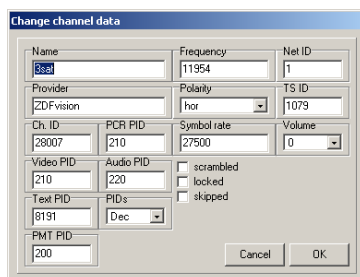 Change channel data
Name Frequency Net ID
3sat 11954 1
Provider Polarity TS ID
ZDFvision hor 1079
Ch. ID PCR PID Symbol rate Volume
28007 210 27500 0
Video PID Audio PID
210 220 scrambled
locked
Text PID PIDs skipped
8191 Dec
PMT PID
200 Cancel OK